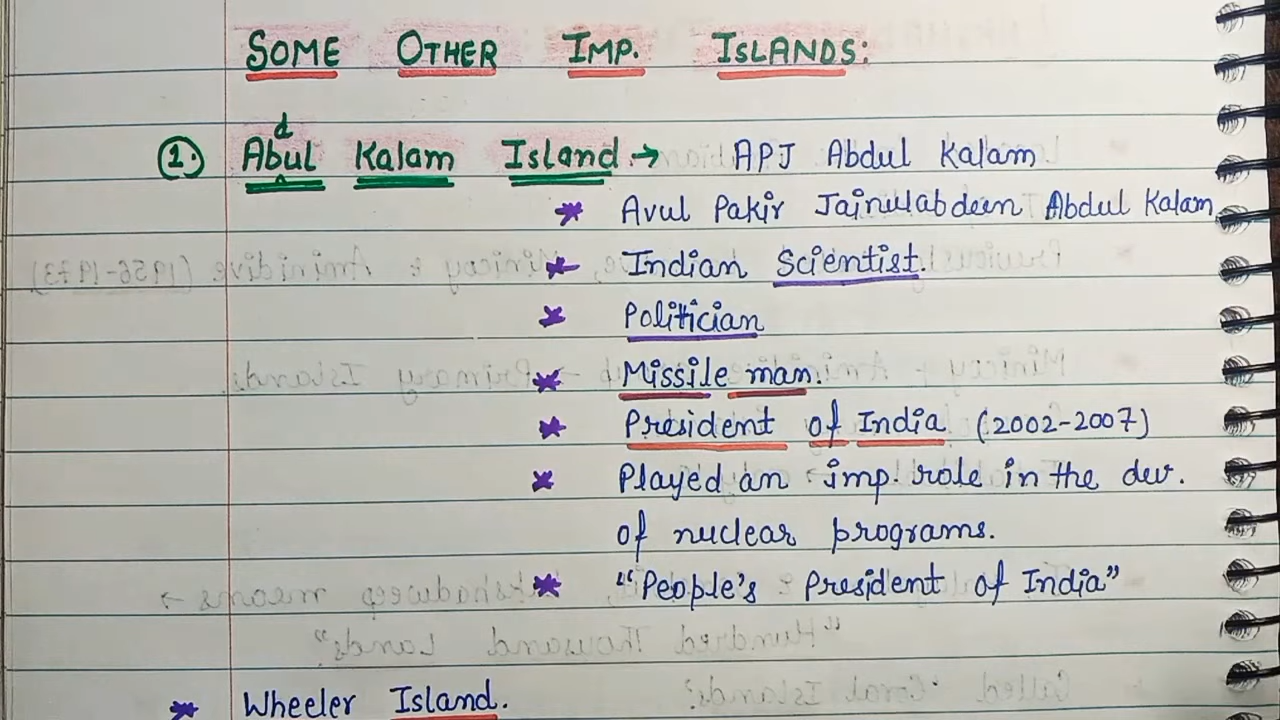 SOME OTHER IMP. ISLANDS:
1. Abdul Kalam Island → APJ Abdul Kalam
* Avul Pakir Jainulabdeen Abdul Kalam
* Indian Scientist.
* Politician
* Missile man.
* President of India (2002-2007)
* Played an imp. role in the dev.
of nuclear programs.
* "People's President of India"
* Wheeler Island.